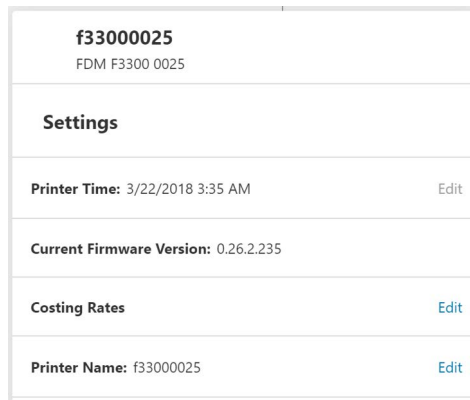 f33000025
FDM F3300 0025
Settings
Printer Time: 3/22/2018 3:35 AM Edit
Current Firmware Version: 0.26.2.235
Costing Rates Edit
Printer Name: f33000025 Edit